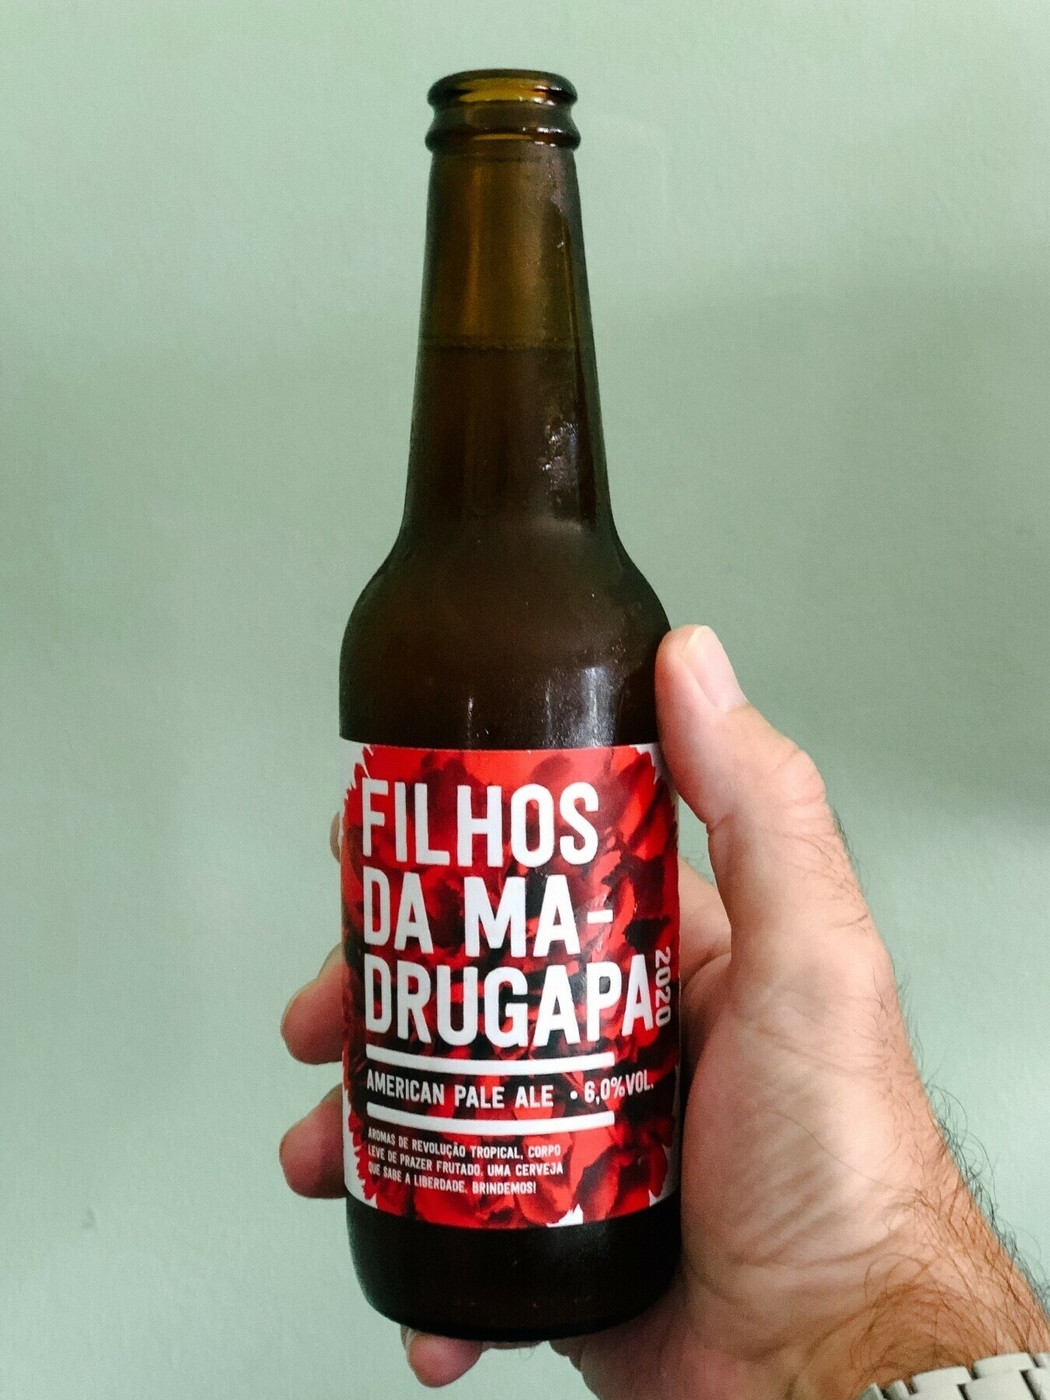 FILHOS
DA MA-
DRUGAPA
2020
AMERICAN PALE ALE • 6,0%VOL.
AROMAS DE REVOLUÇÃO TROPICAL, CORPO
LEVE DE PRAZER FRUTADO, UMA CERVEJA
QUE SABE A LIBERDADE. BRINDEMOS!